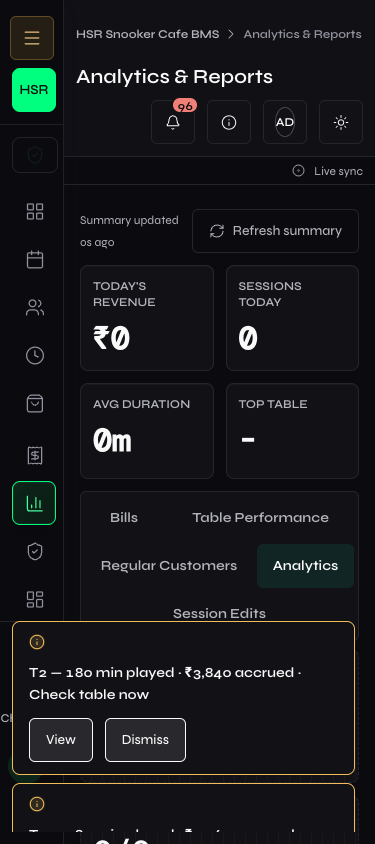 HSR Snooker Cafe BMS > Analytics & Reports
HSR
Analytics & Reports
96
AD
Live sync
Summary updated
0s ago
Refresh summary
TODAY'S
REVENUE
₹0
SESSIONS
TODAY
0
AVG DURATION
0m
TOP TABLE
-
Bills
Table Performance
Regular Customers
Analytics
Session Edits
T2 — 180 min played · ₹3,840 accrued ·
Check table now
View
Dismiss